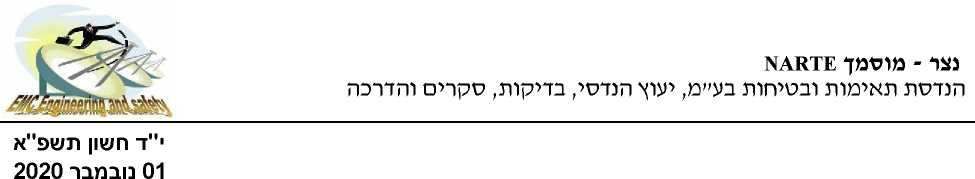 EMC Engineering and safety
נצר - מוסמך NARTE
הנדסת תאימות ובטיחות בע"מ, יעוץ הנדסי, בדיקות, סקרים והדרכה
י"ד חשון תשפ"א
01 נובמבר 2020